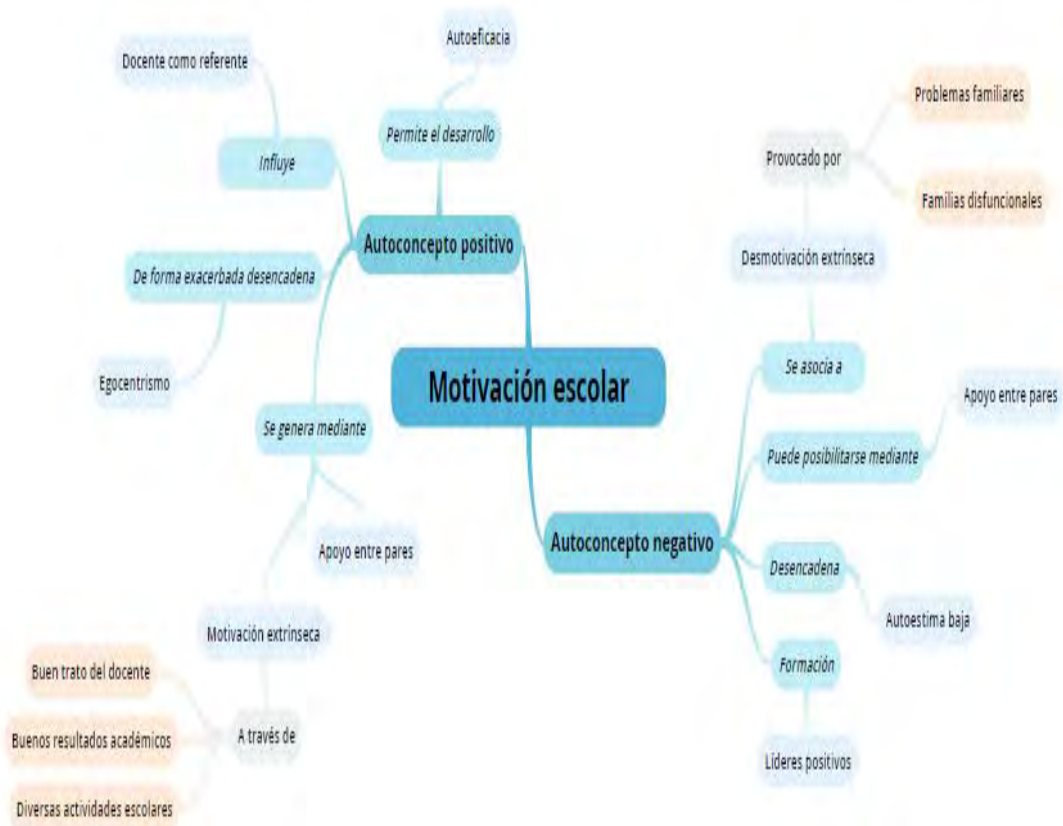 Autoeficacia
Docente como referente
Permite el desarrollo
Influye
Autoconcepto positivo
De forma exacerbada desencadena
Egocentrismo
Se genera mediante
Apoyo entre pares
Motivación extrínseca
A través de
Buen trato del docente
Buenos resultados académicos
Diversas actividades escolares
Motivación escolar
Problemas familiares
Provocado por
Familias disfuncionales
Desmotivación extrínseca
Se asocia a
Apoyo entre pares
Puede posibilitarse mediante
Autoconcepto negativo
Desencadena
Autoestima baja
Formación
Líderes positivos